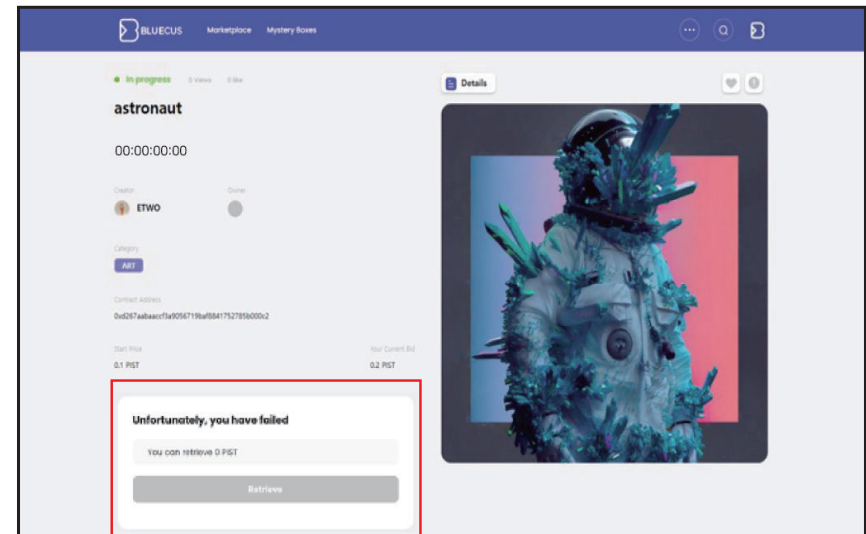 BLUECUS Marketplace Mystery Boxes
In progress 0 Views 0 like
astronaut
00:00:00:00
Creator Owner
ETWO
Category
ART
Contract Address
Start Price Your Current Bid
0.1 PIST 0.2 PIST
Unfortunately, you have failed
You can retrieve 0 PIST
Retrieve
Details